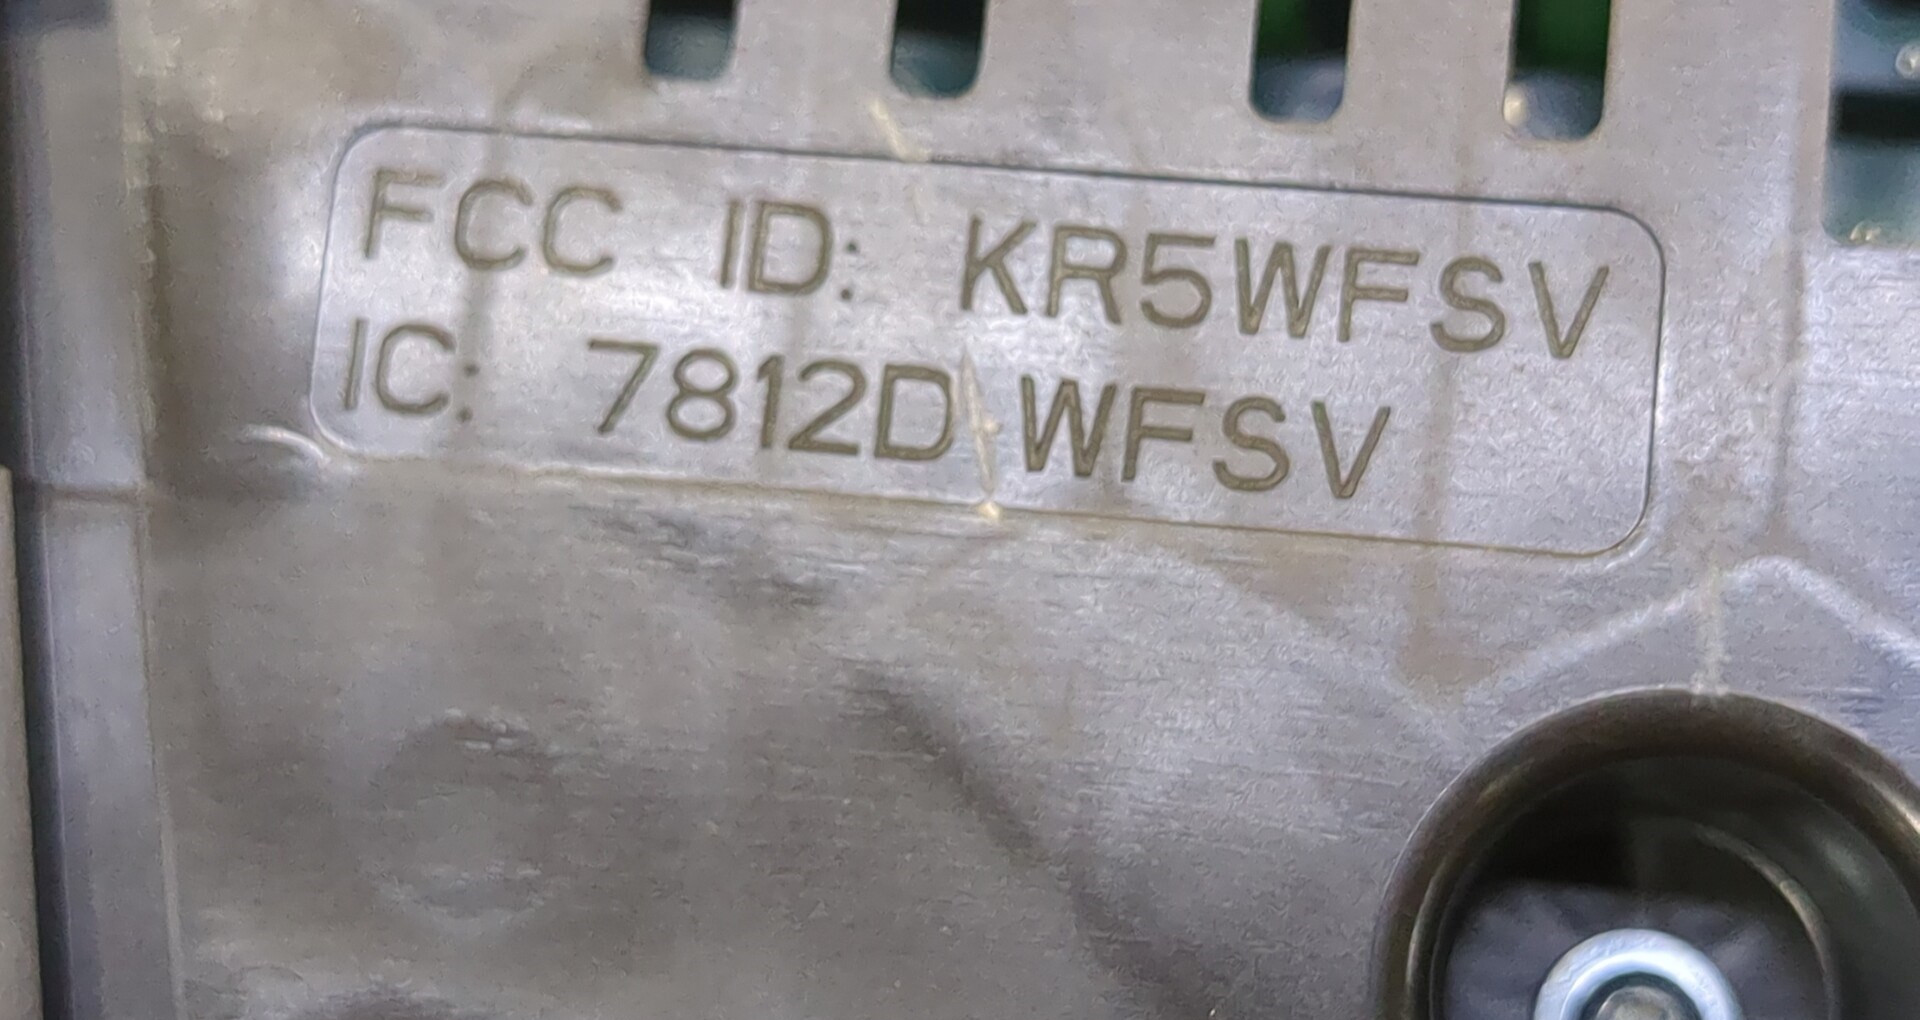 FCC ID: KR5WFSV
IC: 7812D WFSV